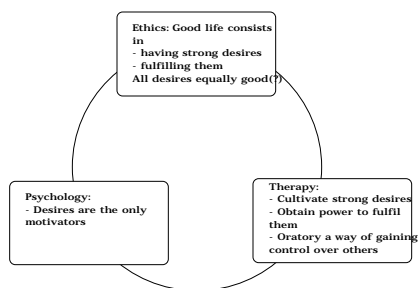 Ethics: Good life consists
in
- having strong desires
- fulfilling them
All desires equally good(?)
Psychology:
- Desires are the only
motivators
Therapy:
- Cultivate strong desires
- Obtain power to fulfil
them
- Oratory a way of gaining
control over others